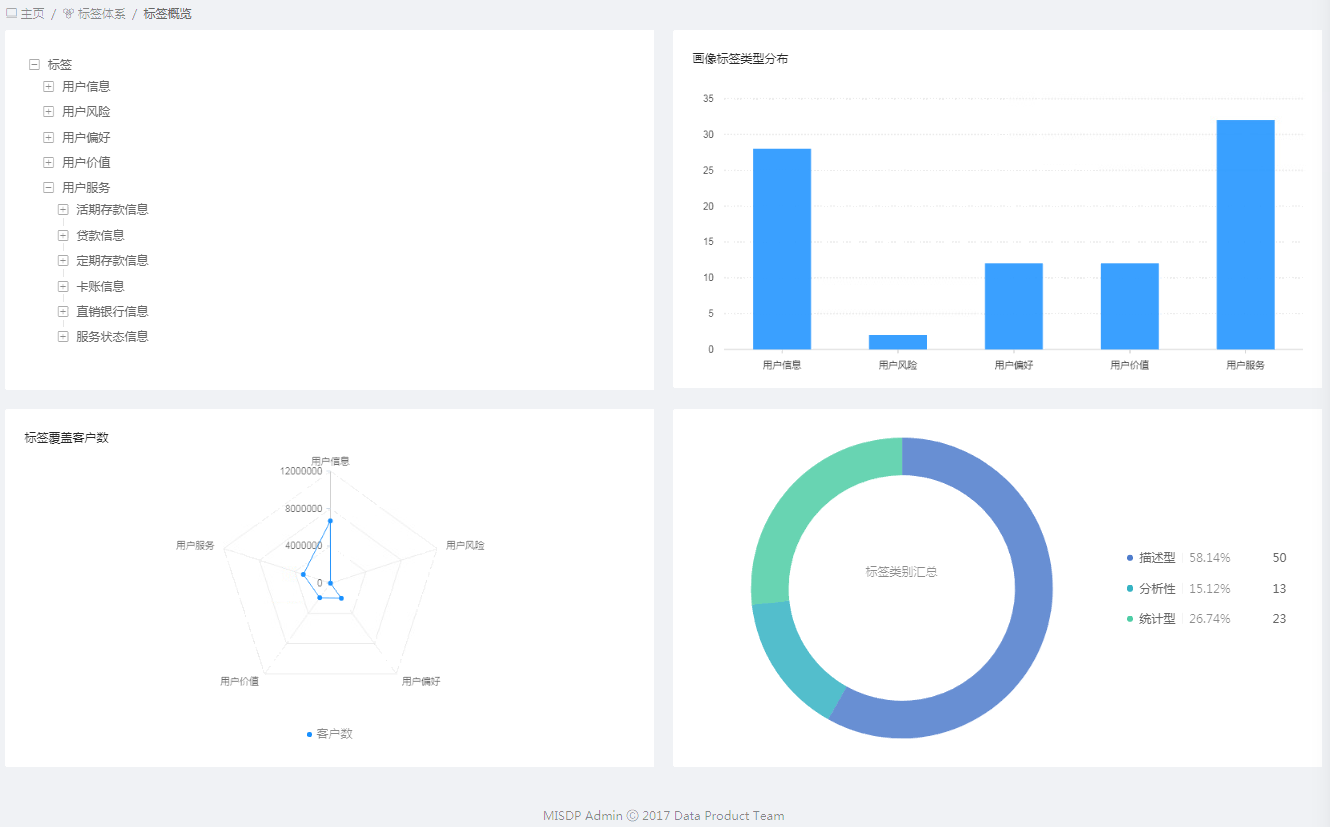 主页 / 标签体系 / 标签概览
标签
用户信息
用户风险
用户偏好
用户价值
用户服务
活期存款信息
贷款信息
定期存款信息
卡账信息
直销银行信息
服务状态信息
画像标签类型分布
35
30
25
20
15
10
5
0
用户信息 用户风险 用户偏好 用户价值 用户服务
标签覆盖客户数
用户信息
12000000
8000000
4000000
0
用户服务
用户风险
用户价值
用户偏好
客户数
标签类别汇总
描述型 58.14% 50
分析性 15.12% 13
统计型 26.74% 23
MISDP Admin © 2017 Data Product Team